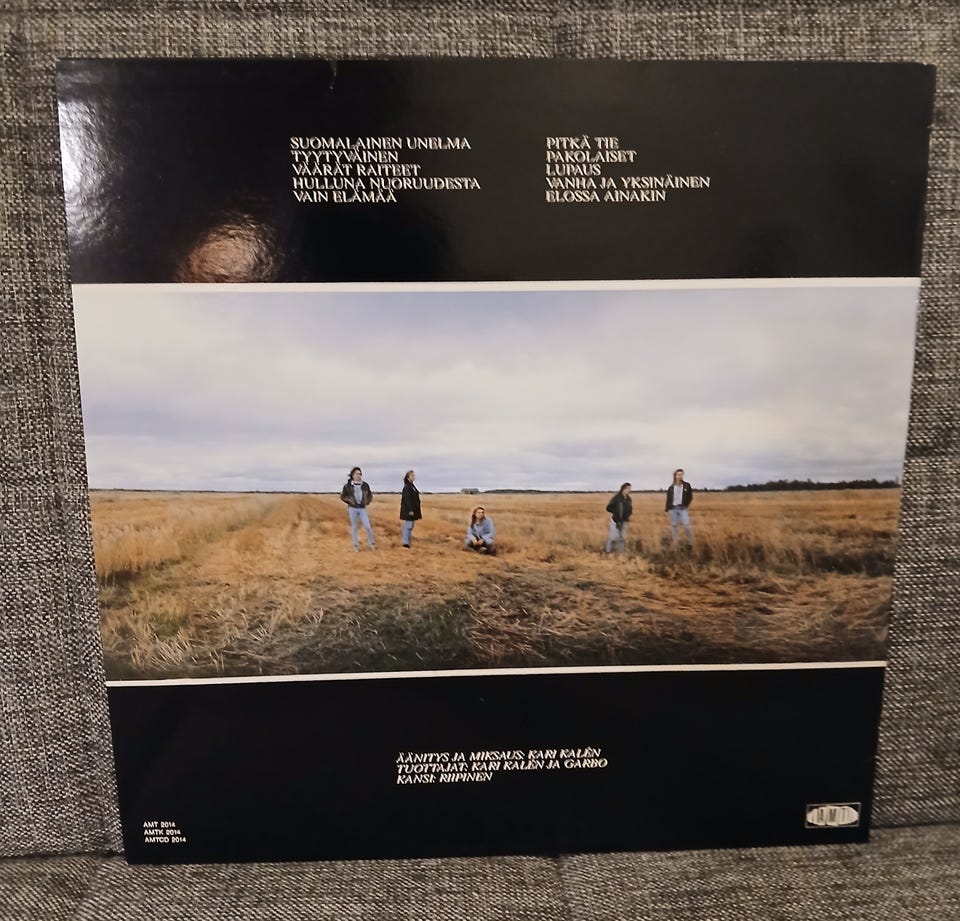 SUOMALAINEN UNELMA
TYYTYVÄINEN
VÄÄRÄT RAITEET
HULLUNA NUORUUDESTA
VAIN ELÄMÄÄ
PITKÄ TIE
PAKOLAISET
LUPAUS
VANHA JA YKSINÄINEN
ELOSSA AINAKIN
ÄÄNITYS JA MIKSAUS: KARI KALÉN
TUOTTAJAT: KARI KALÉN JA GARBO
KANSI: RIIPINEN
AMT 2014
AMTK 2014
AMTCD 2014
AMT